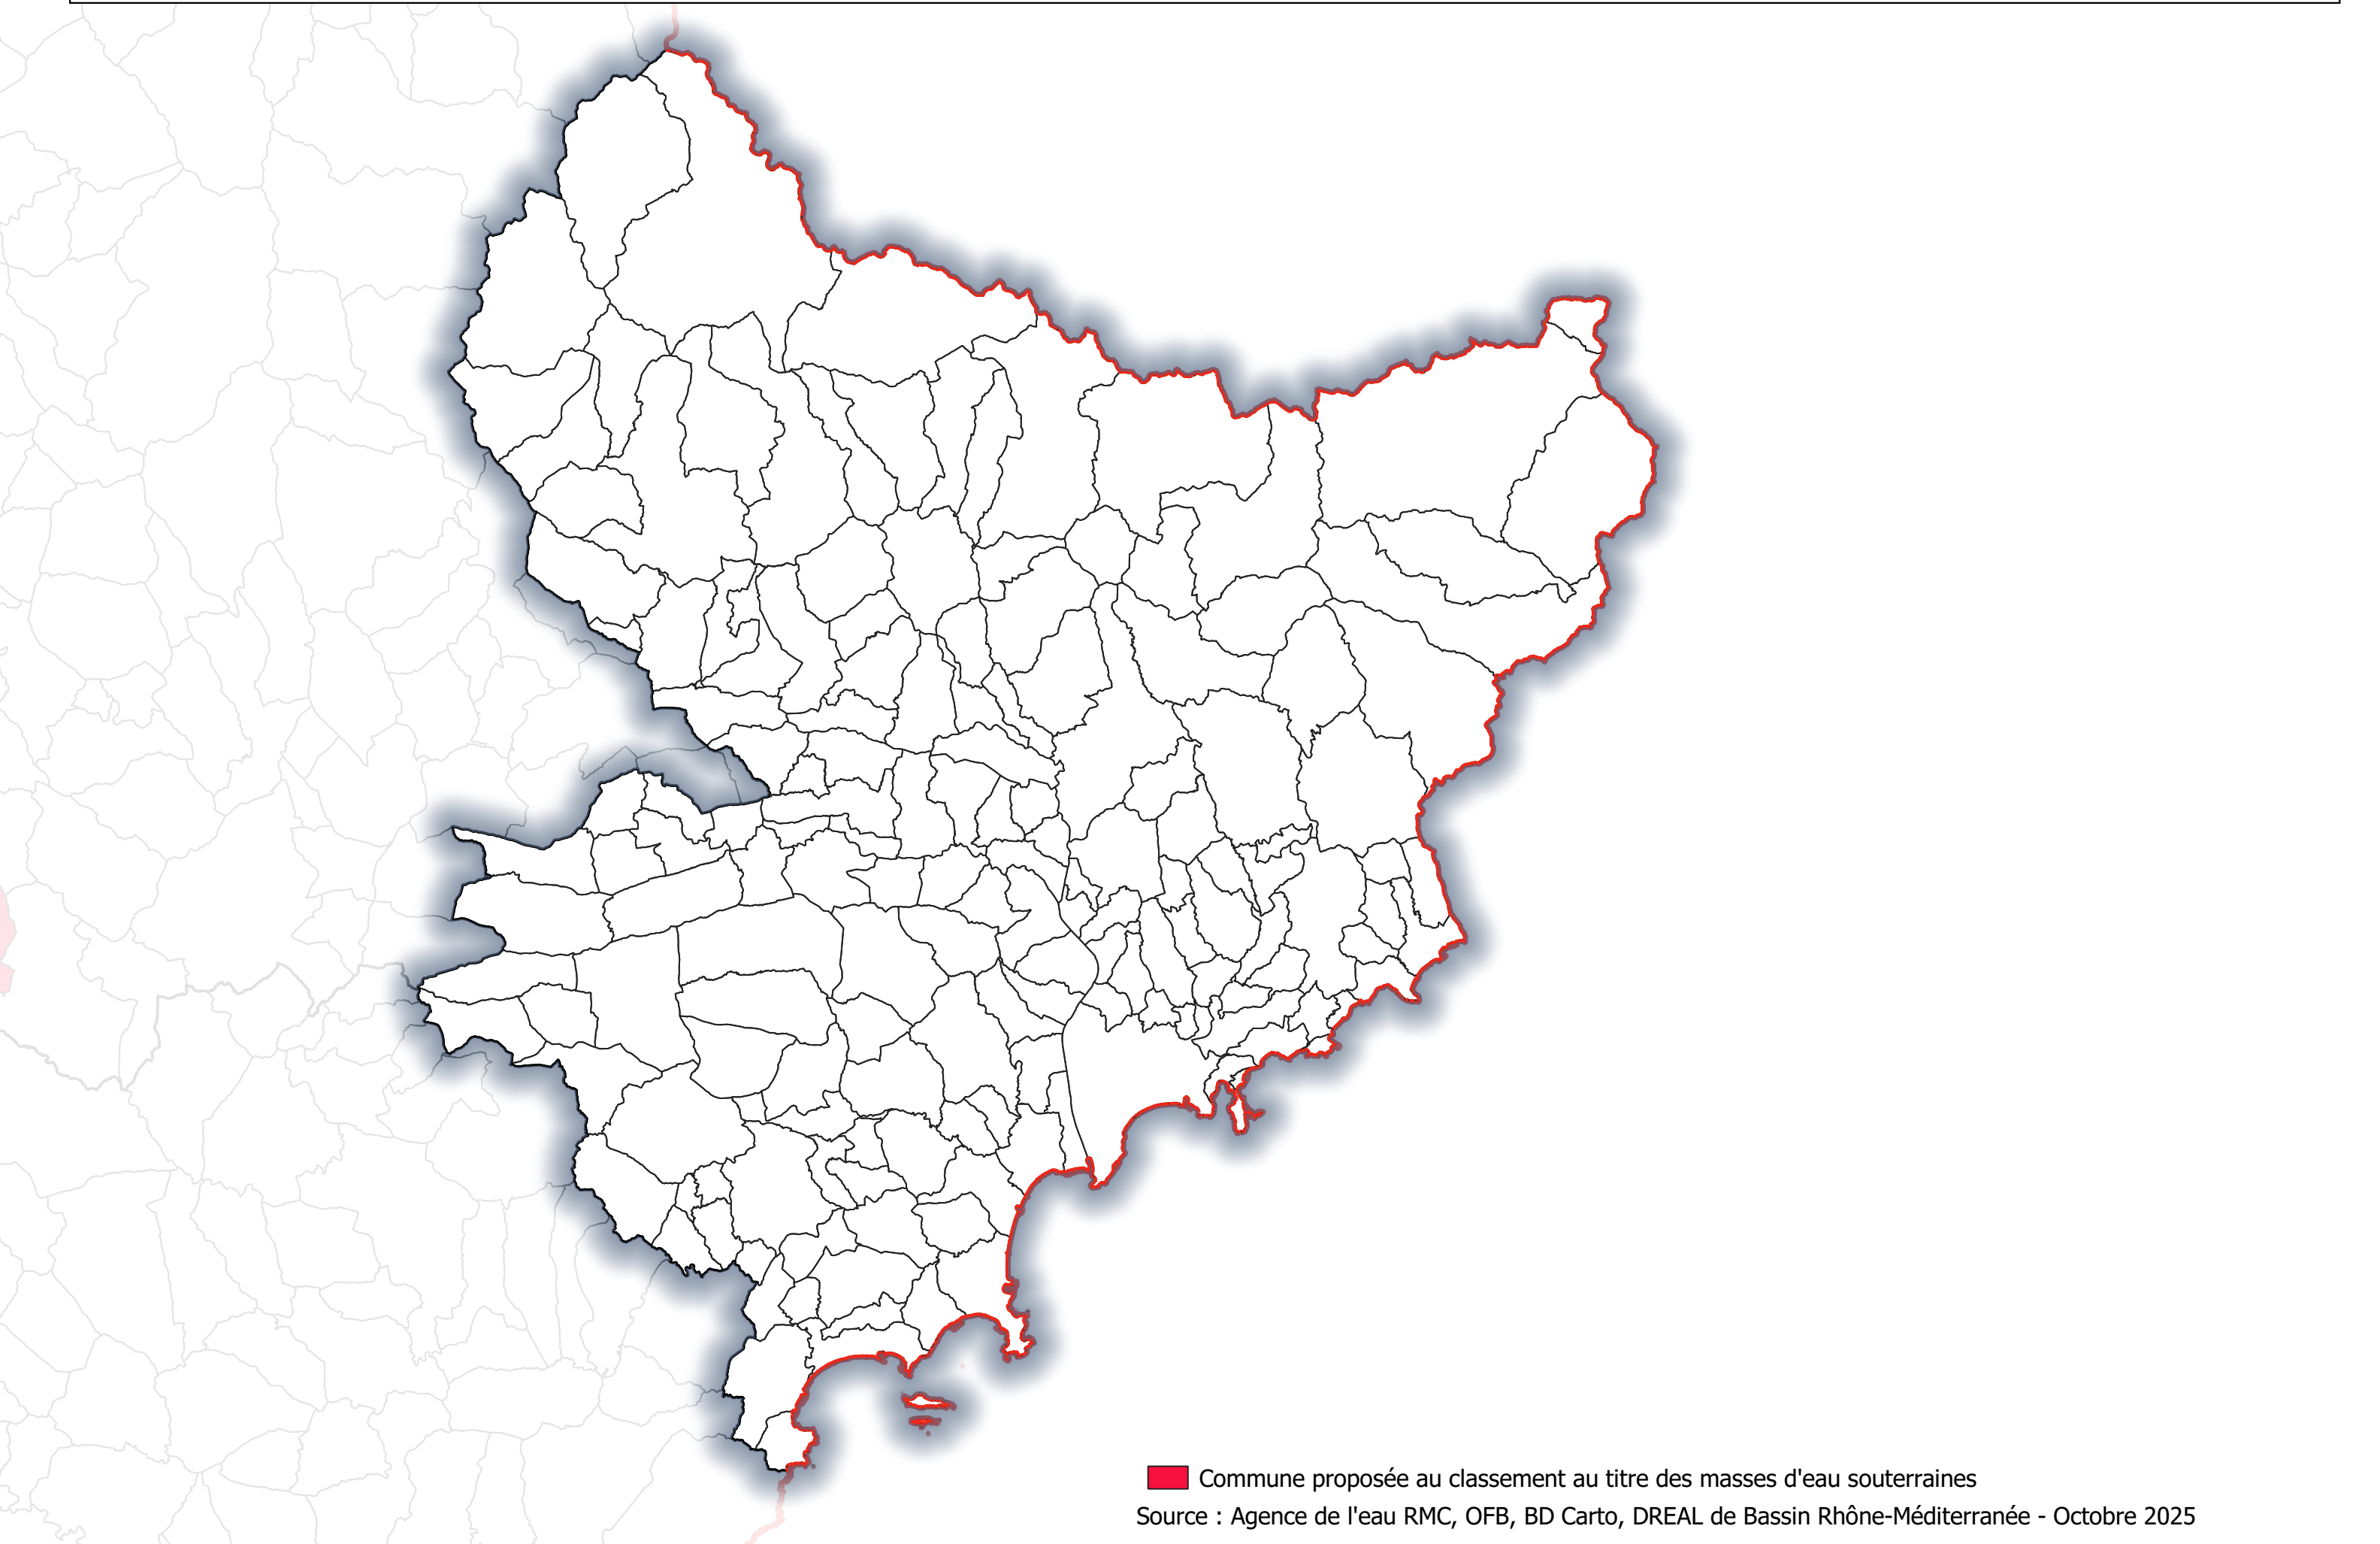 Commune proposée au classement au titre des masses d'eau souterraines
Source : Agence de l'eau RMC, OFB, BD Carto, DREAL de Bassin Rhône-Méditerranée - Octobre 2025